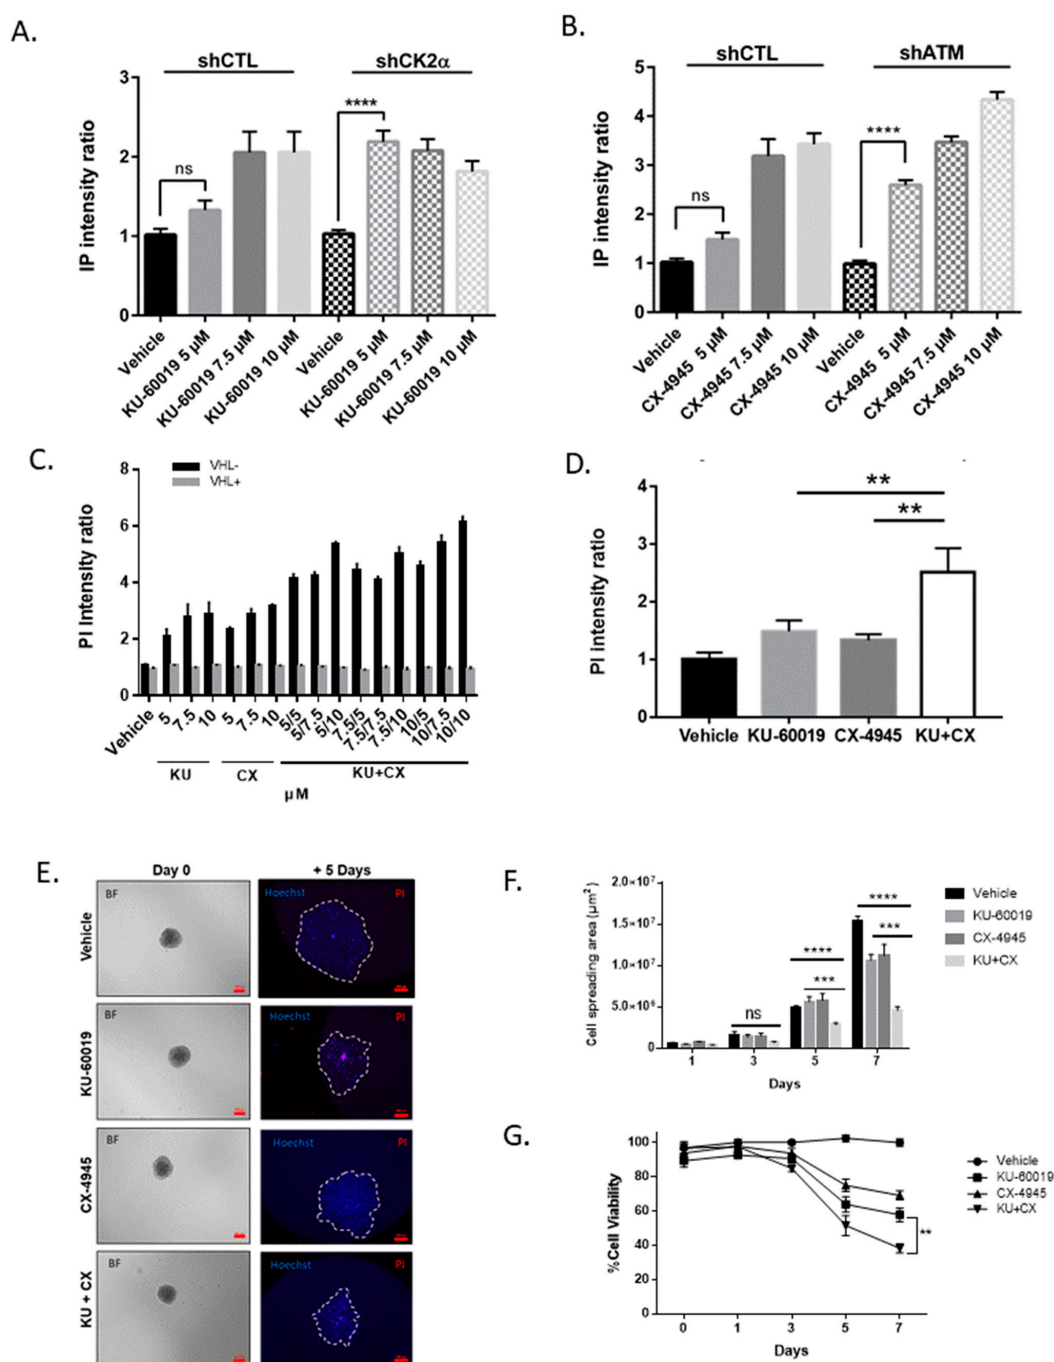 A.
shCTL
shCK2α
IP intensity ratio
3
2
1
0
ns
****
Vehicle
KU-60019 5 µM
KU-60019 7.5 µM
KU-60019 10 µM
Vehicle
KU-60019 5 µM
KU-60019 7.5 µM
KU-60019 10 µM
B.
shCTL
shATM
IP intensity ratio
5
4
3
2
1
0
ns
****
Vehicle
CX-4945 5 µM
CX-4945 7.5 µM
CX-4945 10 µM
Vehicle
CX-4945 5 µM
CX-4945 7.5 µM
CX-4945 10 µM
C.
VHL-
VHL+
PI Intensity ratio
8
6
4
2
0
Vehicle
5
7.5
10
5
7.5
10
5/5
5/7.5
5/10
7.5/5
7.5/7.5
7.5/10
10/5
10/7.5
10/10
KU
CX
KU+CX
µM
D.
PI intensity ratio
4
3
2
1
0
**
**
Vehicle KU-60019 CX-4945 KU+CX
E.
Day 0
+ 5 Days
Vehicle
BF
Hoechst
PI
KU-60019
BF
Hoechst
PI
CX-4945
BF
Hoechst
PI
KU + CX
BF
Hoechst
PI
F.
Cell spreading area (µm²)
2.0×10⁷
1.5×10⁷
1.0×10⁷
5.0×10⁶
0
ns
****
***
****
***
1 3 5 7
Days
Vehicle
KU-60019
CX-4945
KU+CX
G.
%Cell Viability
100
80
60
40
20
0
0 1 3 5 7
Days
**
Vehicle
KU-60019
CX-4945
KU+CX